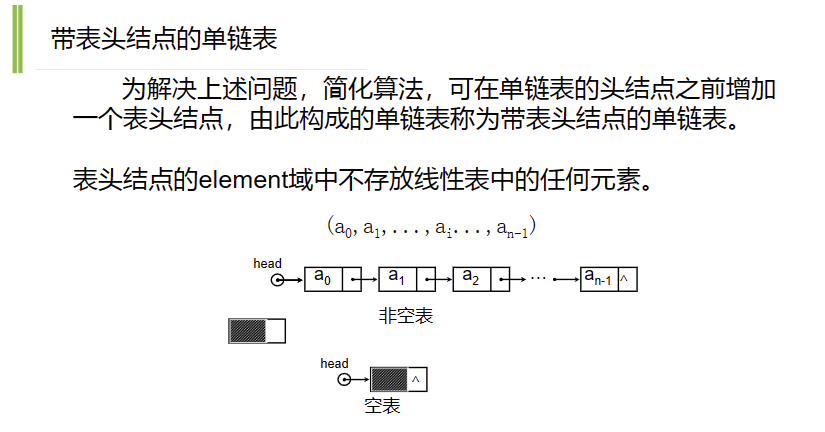 带表头结点的单链表
为解决上述问题，简化算法，可在单链表的头结点之前增加
一个表头结点，由此构成的单链表称为带表头结点的单链表。
表头结点的element域中不存放线性表中的任何元素。
(a0,a1,...,ai...,an-1)
head
a0 a1 a2 ··· an-1 ^
非空表
head
^
空表